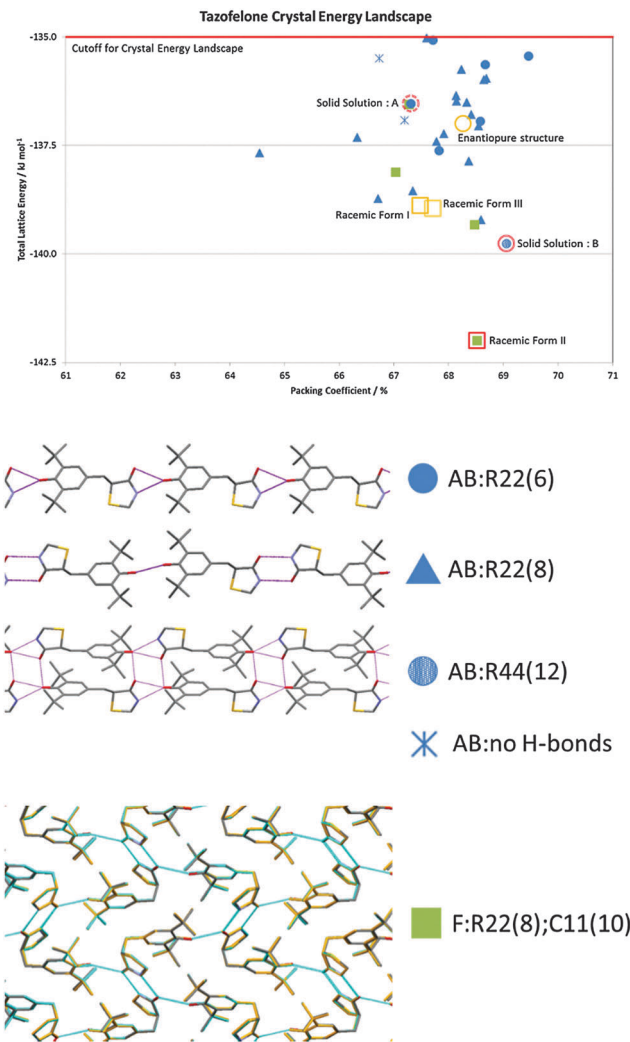 Tazofelone Crystal Energy Landscape
-135.0
Cutoff for Crystal Energy Landscape
Solid Solution : A
Enantiopure structure
-137.5
Racemic Form I
Racemic Form III
Total Lattice Energy / kJ mol⁻¹
-140.0
Solid Solution : B
Racemic Form II
-142.5
61 62 63 64 65 66 67 68 69 70 71
Packing Coefficient / %
AB:R22(6)
AB:R22(8)
AB:R44(12)
AB:no H-bonds
F:R22(8);C11(10)